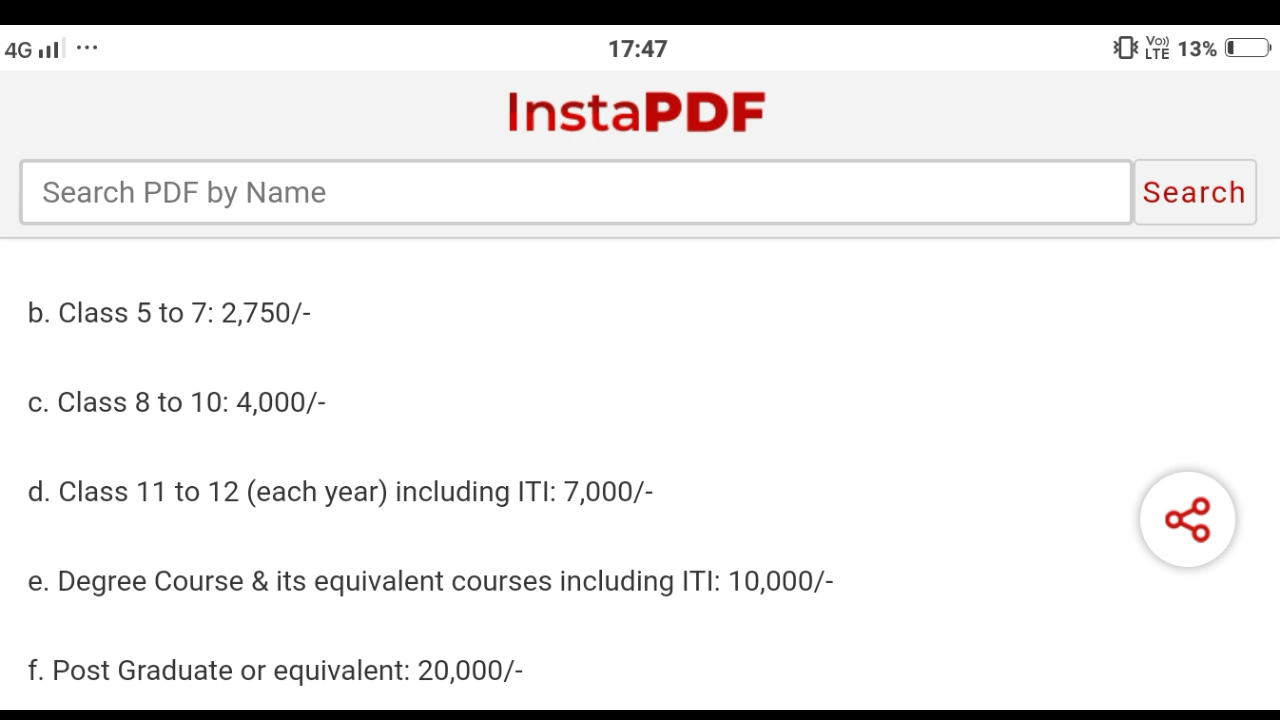 4G ... 17:47 Vo)) LTE 13%
InstaPDF
Search PDF by Name Search
b. Class 5 to 7: 2,750/-
c. Class 8 to 10: 4,000/-
d. Class 11 to 12 (each year) including ITI: 7,000/-
e. Degree Course & its equivalent courses including ITI: 10,000/-
f. Post Graduate or equivalent: 20,000/-